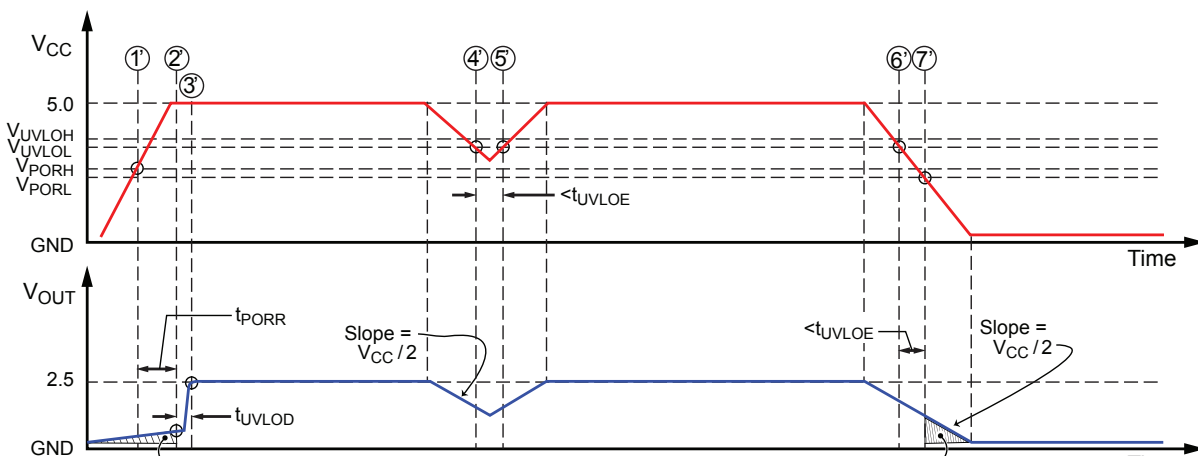 VCC
1' 2' 3' 4' 5' 6' 7'
5.0
VUVLOH
VUVLOL
VPORH
VPORL
<tUVLOE
GND
Time
VOUT
tPORR
Slope =
VCC / 2
<tUVLOE
Slope =
VCC / 2
2.5
tUVLOD
GND